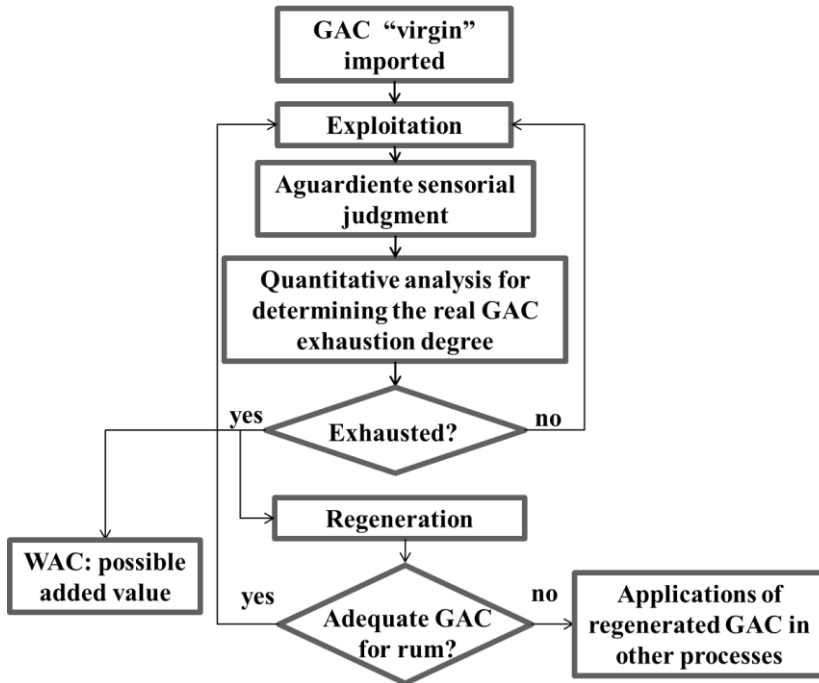 GAC “virgin”
imported
Exploitation
Aguardiente sensorial
judgment
Quantitative analysis for
determining the real GAC
exhaustion degree
yes
no
Exhausted?
Regeneration
WAC: possible
added value
yes
no
Adequate GAC
for rum?
Applications of
regenerated GAC in
other processes